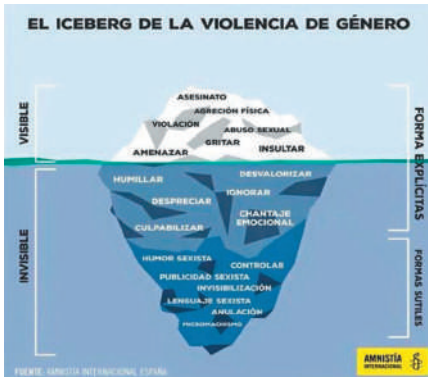 EL ICEBERG DE LA VIOLENCIA DE GÉNERO
VISIBLE
ASESINATO
AGRECIÓN FÍSICA
VIOLACIÓN
ABUSO SEXUAL
GRITAR
AMENAZAR
INSULTAR
FORMA EXPLÍCITAS
INVISIBLE
HUMILLAR
DESVALORIZAR
IGNORAR
DESPRECIAR
CHANTAJE
EMOCIONAL
CULPABILIZAR
HUMOR SEXISTA
CONTROLAR
PUBLICIDAD SEXISTA
INVISIBILIZACIÓN
LENGUAJE SEXISTA
ANULACIÓN
MICROMACHISMO
FORMAS SUTILES
FUENTE: AMNISTÍA INTERNACIONAL ESPAÑA
AMNISTÍA
INTERNACIONAL